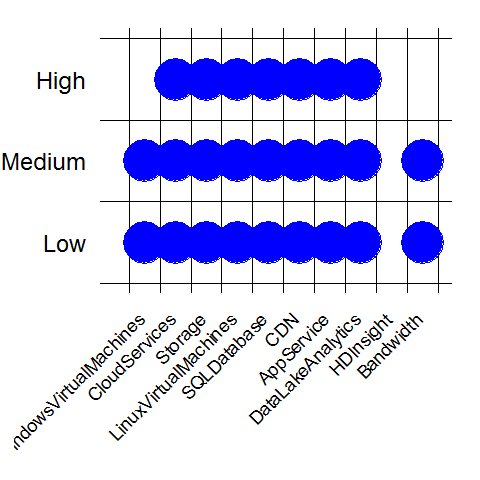 High
Medium
Low
ndowsVirtualMachines
CloudServices
Storage
LinuxVirtualMachines
SQLDatabase
CDN
AppService
DataLakeAnalytics
HDInsight
Bandwidth